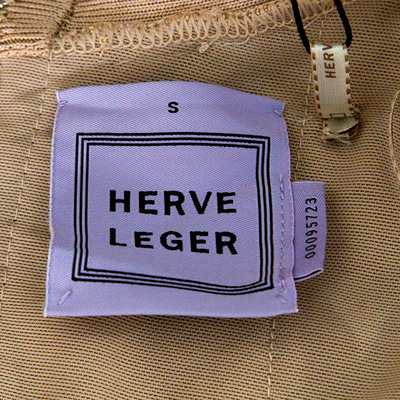 S
HERVE
LEGER
00095723
HERV